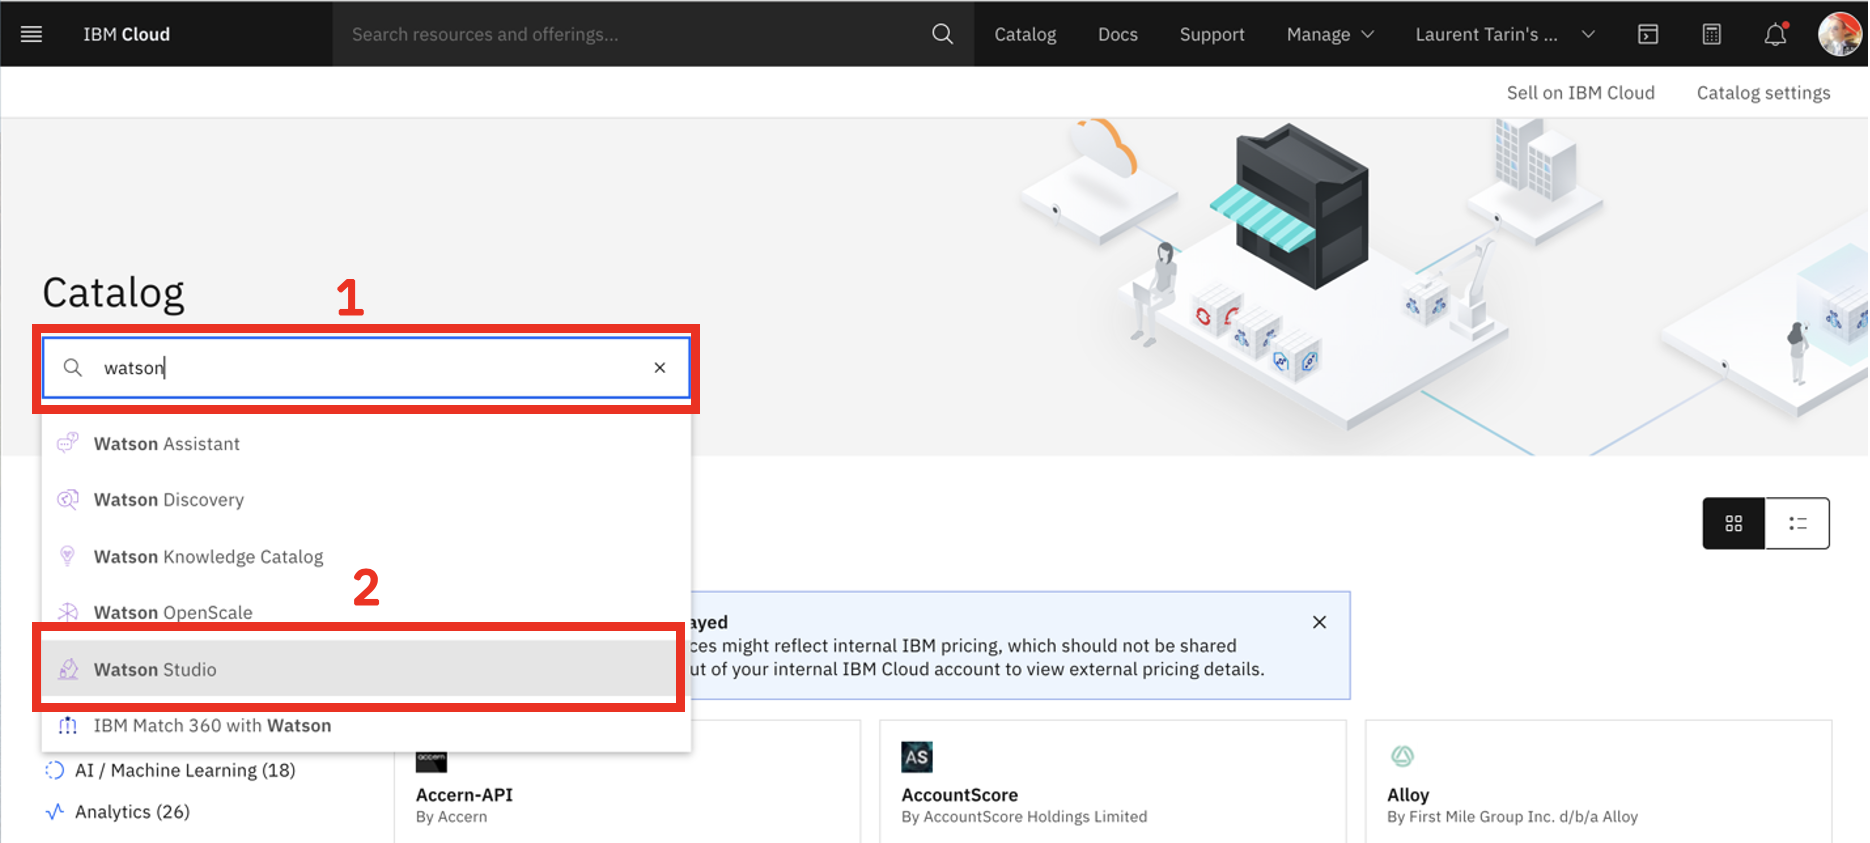 IBM Cloud
Search resources and offerings...
Catalog
Docs
Support
Manage
Laurent Tarin's ...
Sell on IBM Cloud
Catalog settings
Catalog
1
watson
Watson Assistant
Watson Discovery
Watson Knowledge Catalog
2
Watson OpenScale
Watson Studio
IBM Match 360 with Watson
ayed
ces might reflect internal IBM pricing, which should not be shared
ut of your internal IBM Cloud account to view external pricing details.
AI / Machine Learning (18)
Analytics (26)
accern
Accern-API
By Accern
AS
AccountScore
By AccountScore Holdings Limited
Alloy
By First Mile Group Inc. d/b/a Alloy